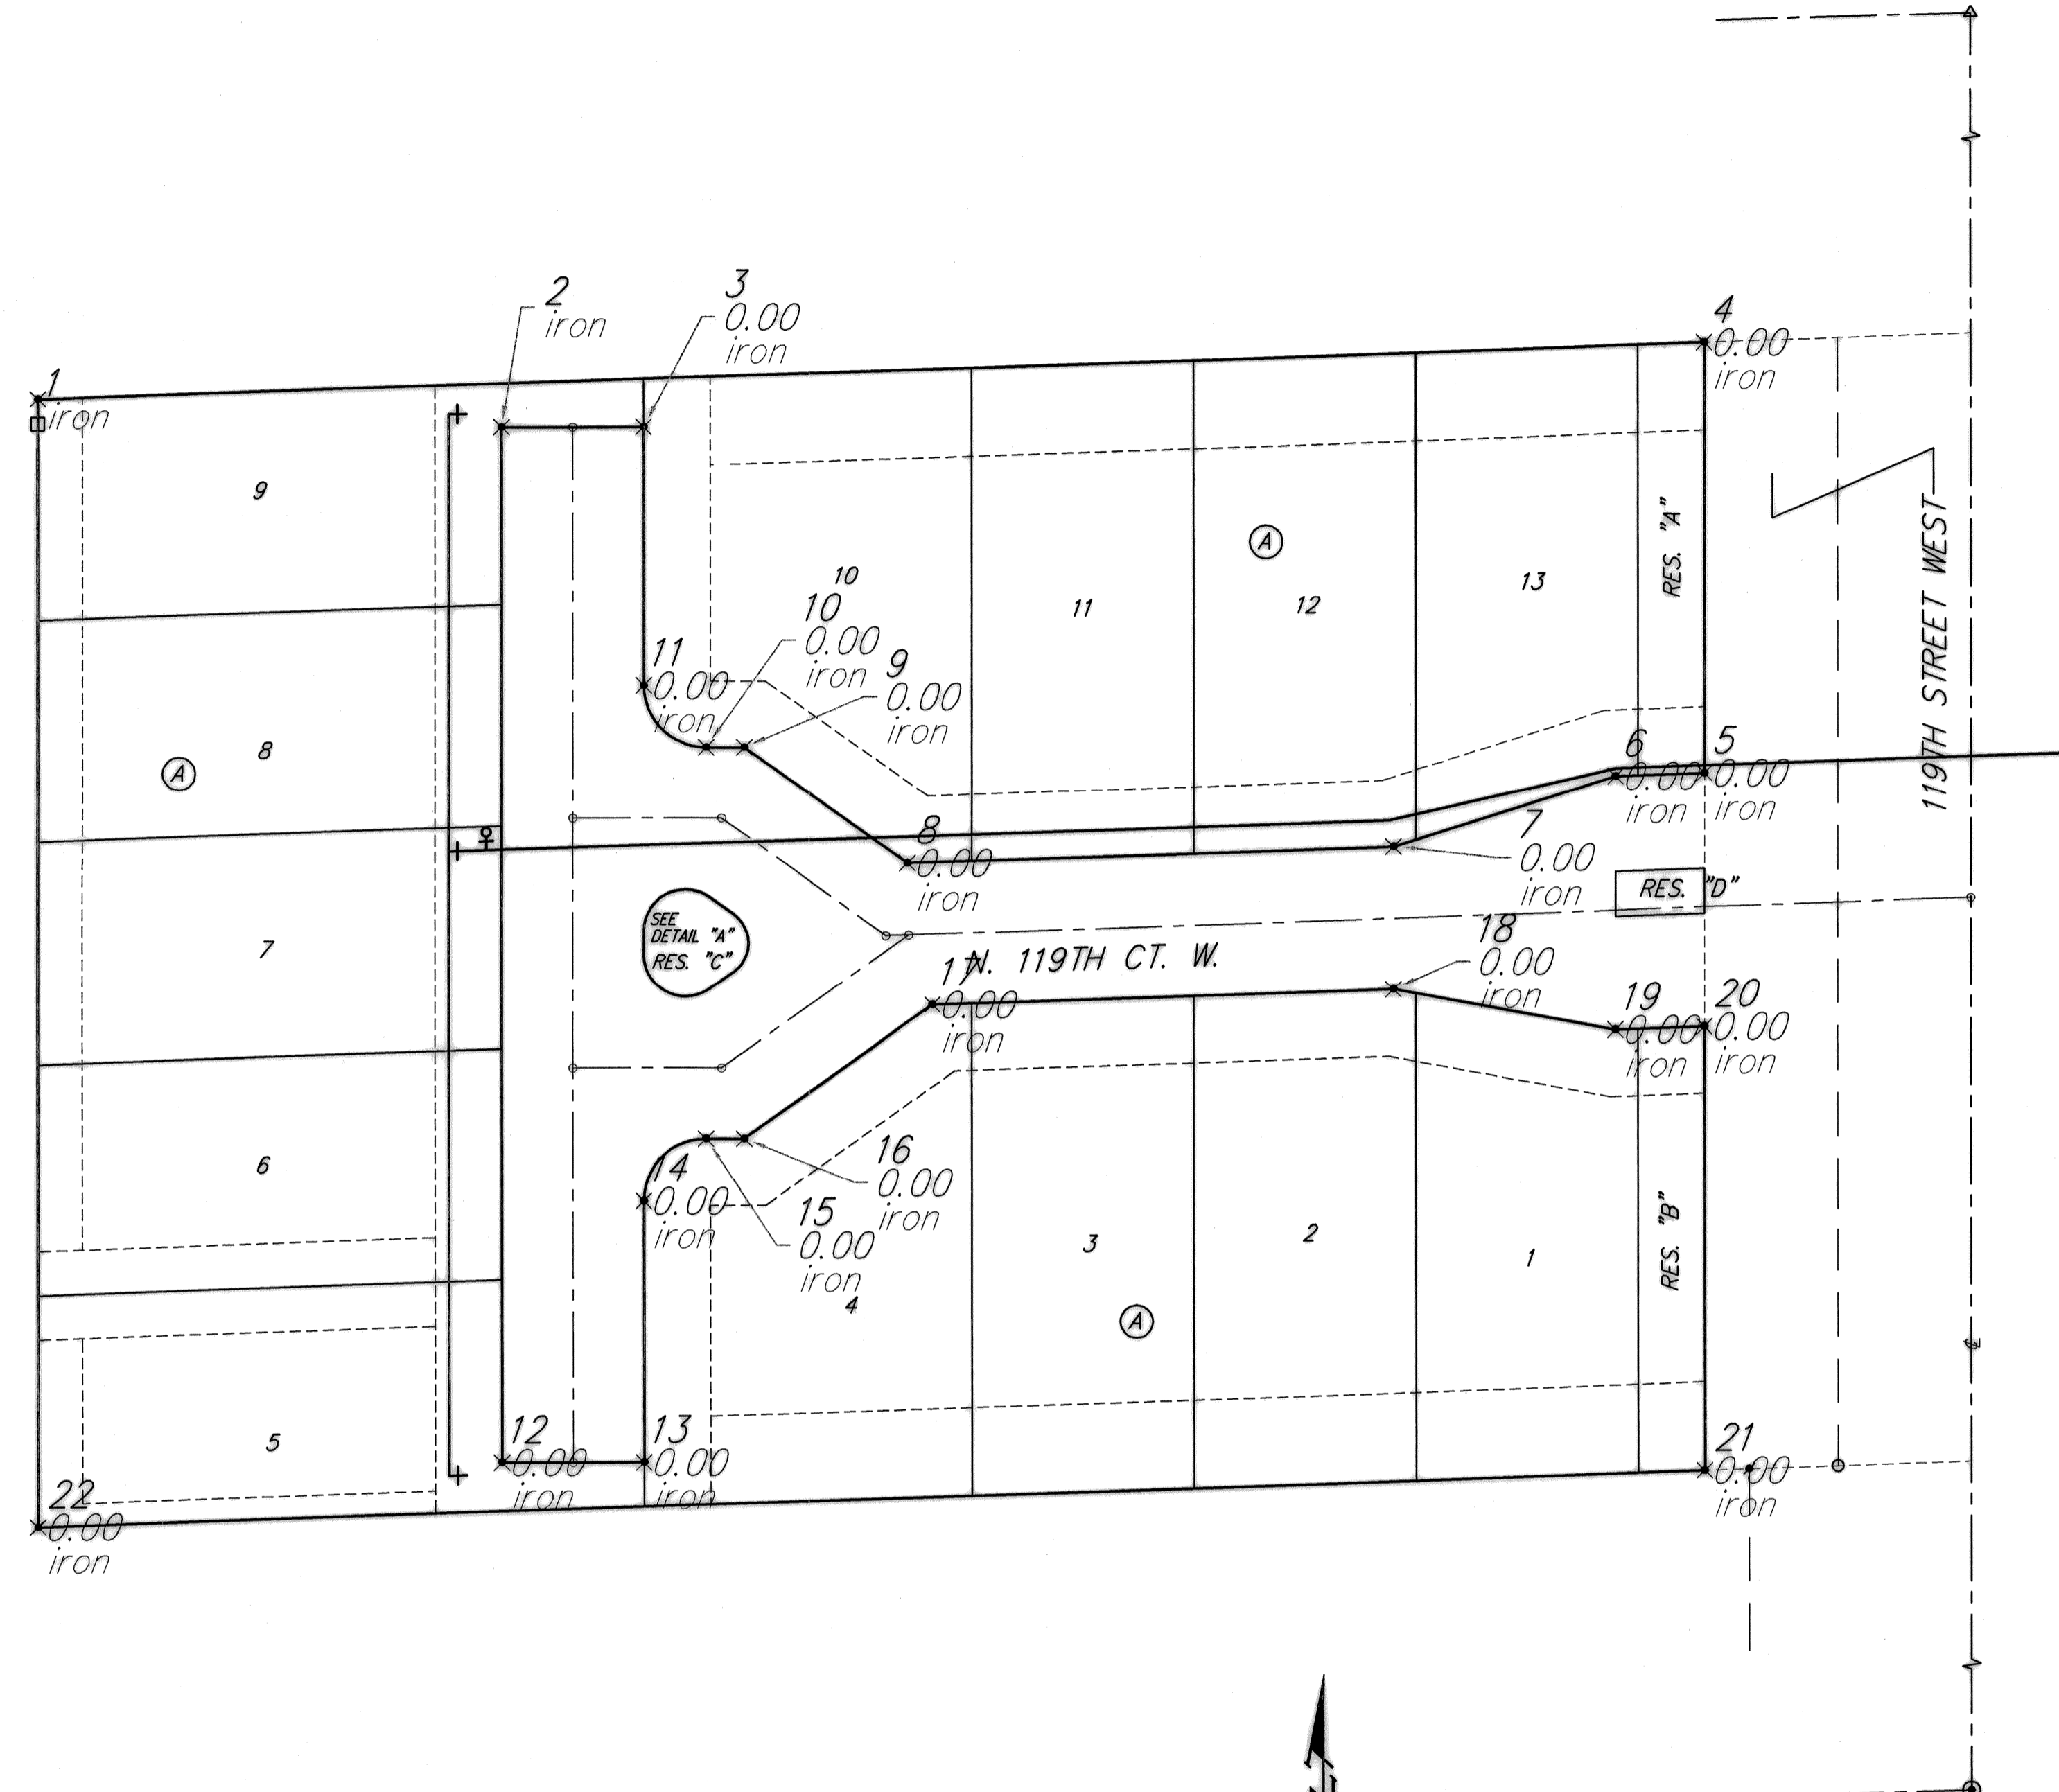 2
iron
3
0.00
iron
4
0.00
iron
1
iron
9
A
12
RES. "A"
13
11
10
10
0.00
iron
9
0.00
iron
11
0.00
iron
119TH STREET WEST
8
A
6
0.00
iron
5
0.00
iron
7
0.00
iron
8
0.00
iron
RES. "D"
SEE
DETAIL "A"
RES. "C"
7
N. 119TH CT. W.
17
0.00
iron
18
0.00
iron
19
0.00
iron
20
0.00
iron
6
14
0.00
iron
16
0.00
iron
15
0.00
iron
4
3
2
1
RES. "B"
A
5
12
0.00
iron
13
0.00
iron
21
0.00
iron
22
0.00
iron